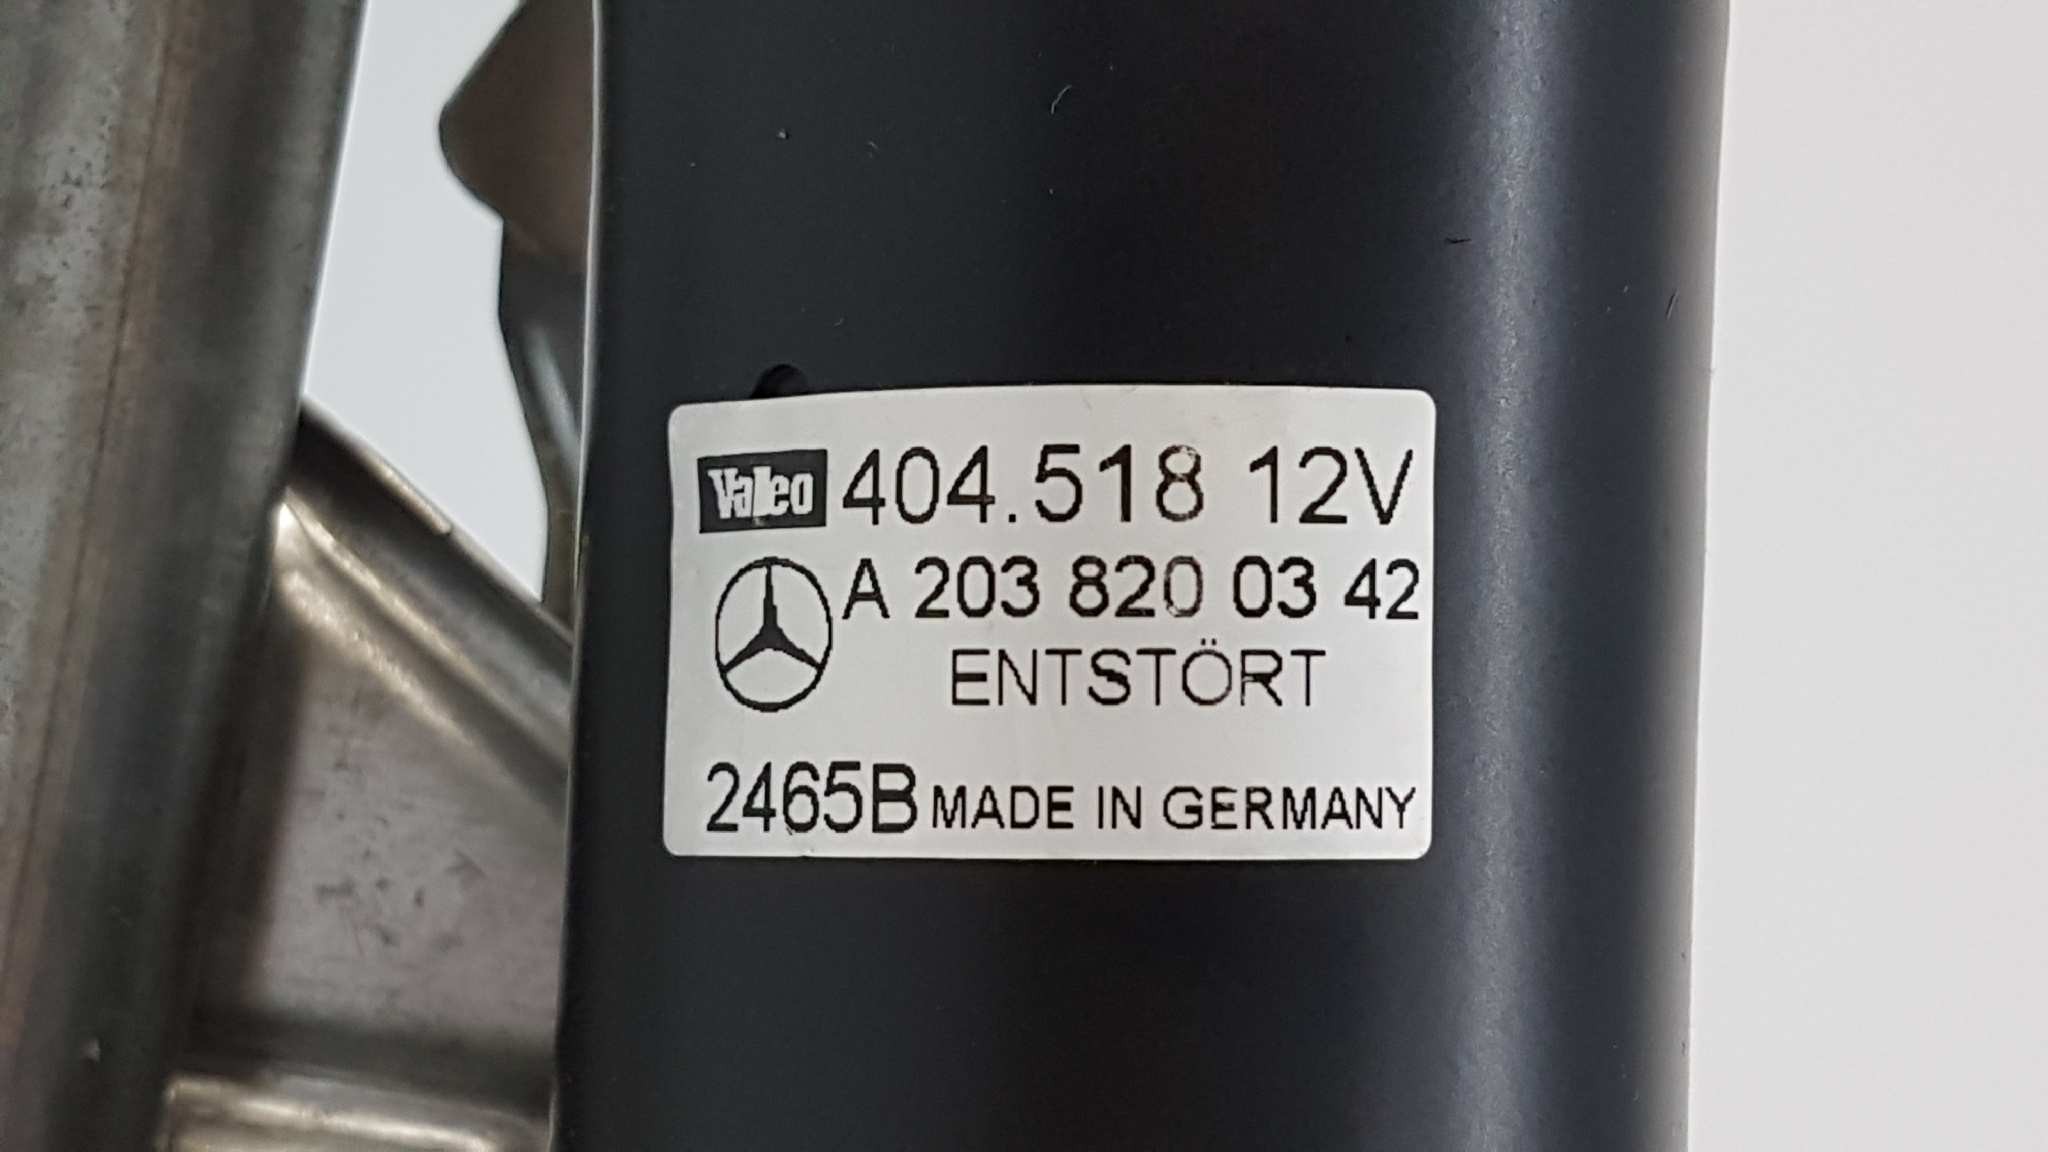 Valeo 404.518 12V
A 203 820 03 42
ENTSTÖRT
2465B MADE IN GERMANY